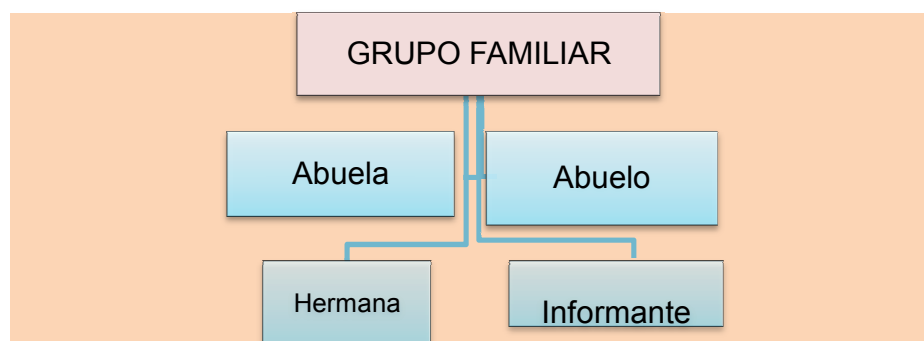 GRUPO FAMILIAR
Abuela
Abuelo
Hermana
Informante